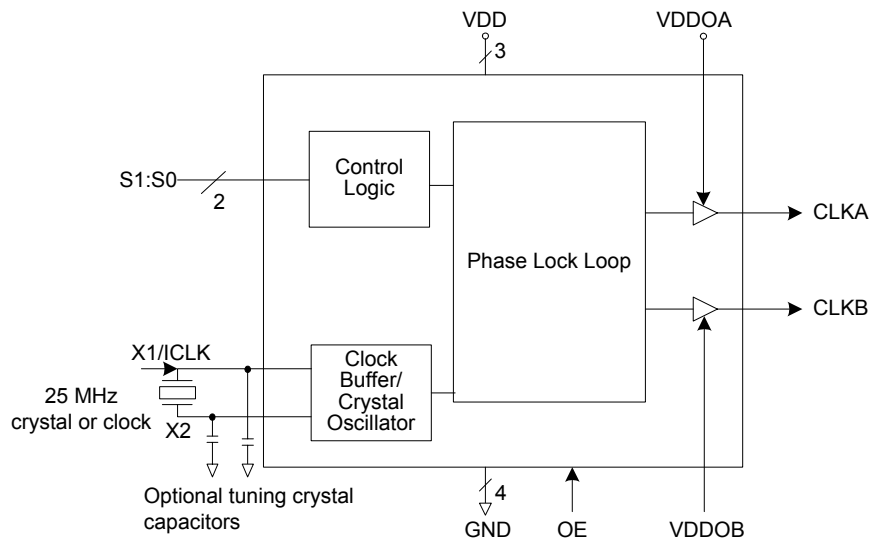 VDD
VDDOA
3
S1:S0
2
Control
Logic
CLKA
Phase Lock Loop
CLKB
X1/ICLK
25 MHz
crystal or clock
X2
Clock
Buffer/
Crystal
Oscillator
Optional tuning crystal
capacitors
4
GND
OE
VDDOB